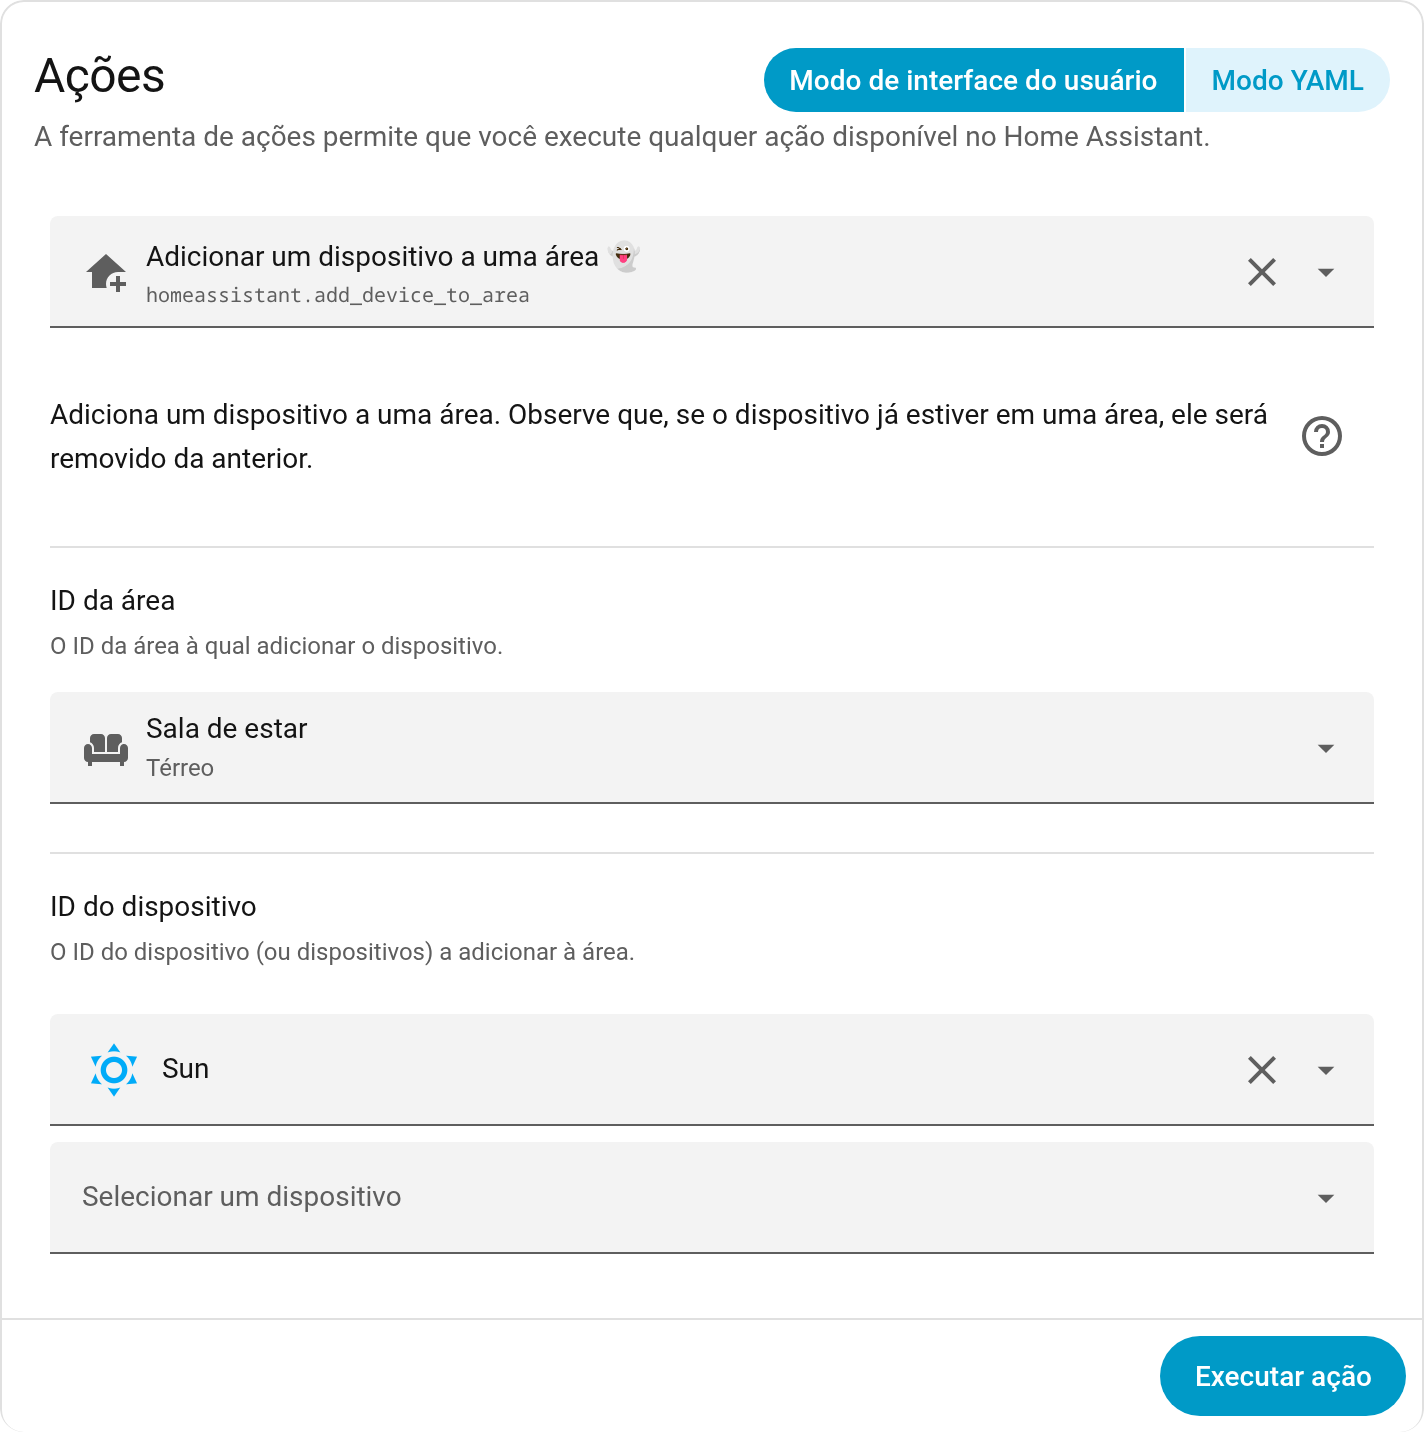 Ações
Modo de interface do usuário
Modo YAML
A ferramenta de ações permite que você execute qualquer ação disponível no Home Assistant.
Adicionar um dispositivo a uma área 👻
homeassistant.add_device_to_area
Adiciona um dispositivo a uma área. Observe que, se o dispositivo já estiver em uma área, ele será
removido da anterior.
ID da área
O ID da área à qual adicionar o dispositivo.
Sala de estar
Térreo
ID do dispositivo
O ID do dispositivo (ou dispositivos) a adicionar à área.
Sun
Selecionar um dispositivo
Executar ação